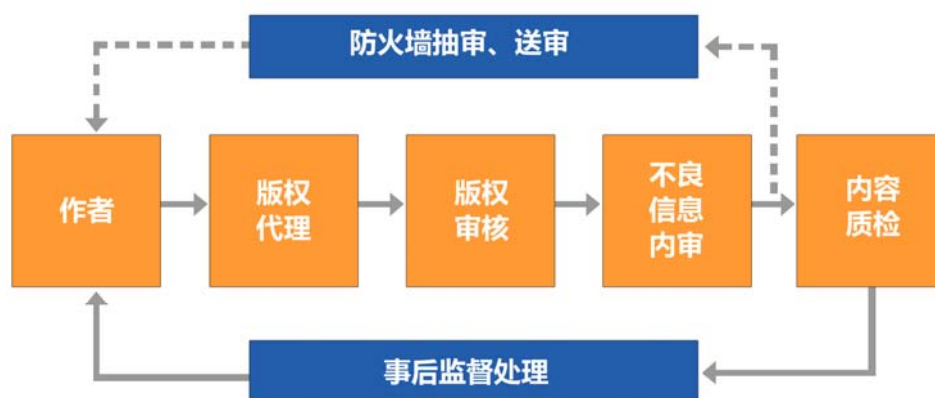 防火墙抽审、送审
作者
版权
代理
版权
审核
不良
信息
内审
内容
质检
事后监督处理